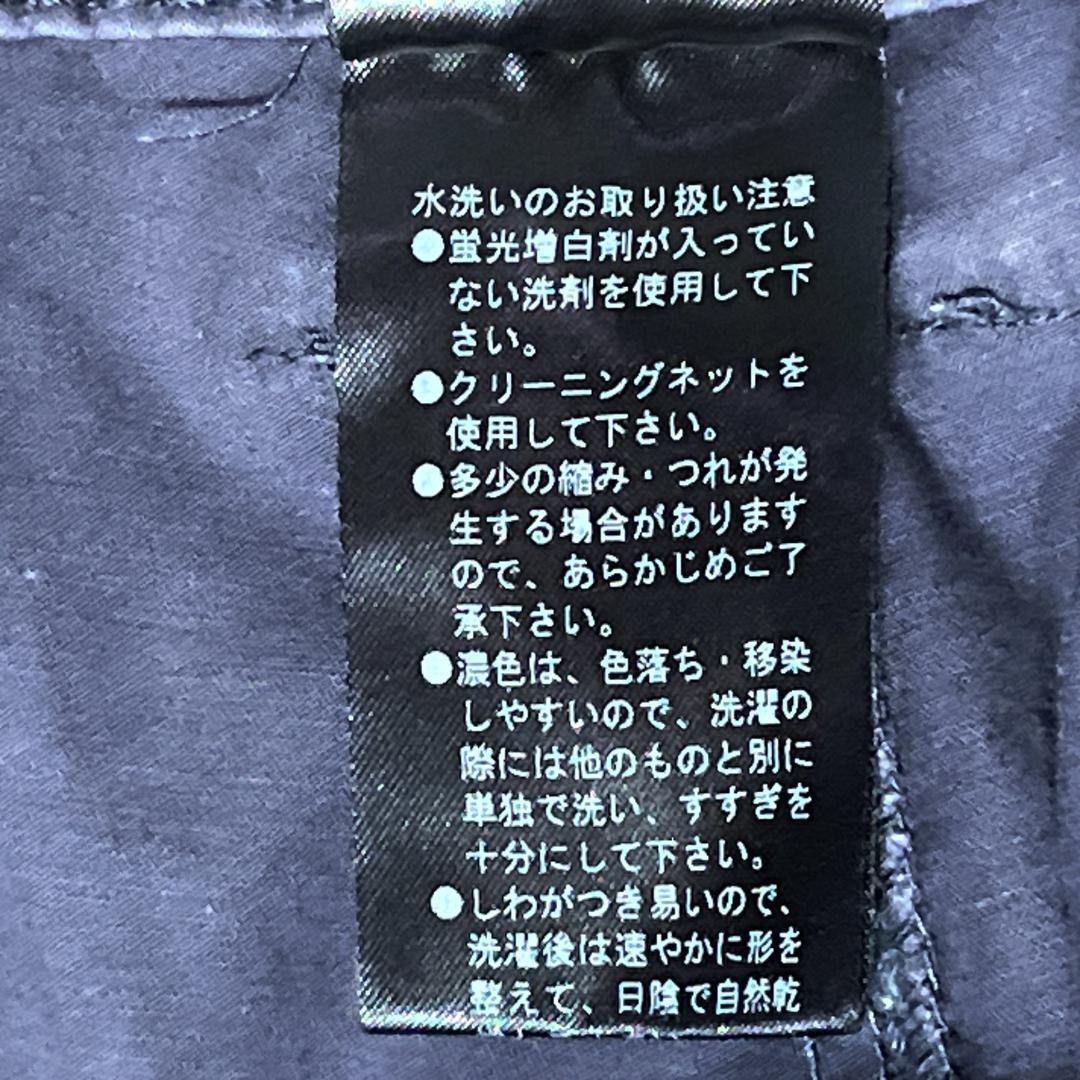 水洗いのお取り扱い注意
●蛍光増白剤が入ってい
ない洗剤を使用して下
さい。
●クリーニングネットを
使用して下さい。
●多少の縮み・つれが発
生する場合があります
ので、あらかじめご了
承下さい。
●濃色は、色落ち・移染
しやすいので、洗濯の
際には他のものと別に
単独で洗い、すすぎを
十分にして下さい。
●しわがつき易いので、
洗濯後は速やかに形を
整えて、日陰で自然乾